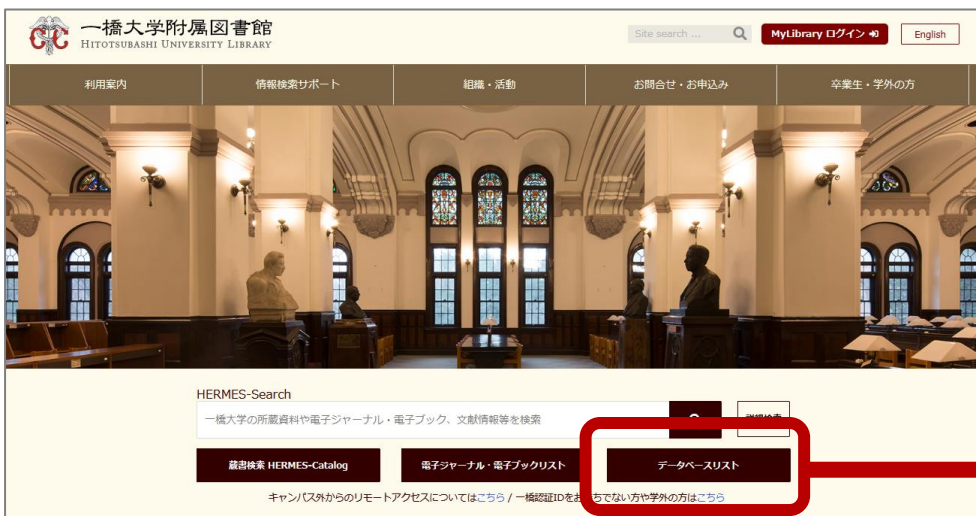 一橋大学附属図書館
HITOTSUBASHI UNIVERSITY LIBRARY
Site search ...
MyLibrary ログイン
English
利用案内
情報検索サポート
組織・活動
お問合せ・お申込み
卒業生・学外の方
HERMES-Search
一橋大学の所蔵資料や電子ジャーナル・電子ブック、文献情報等を検索
蔵書検索 HERMES-Catalog
電子ジャーナル・電子ブックリスト
データベースリスト
キャンパス外からのリモートアクセスについてはこちら / 一橋認証IDをお ちでない方や学外の方はこちら